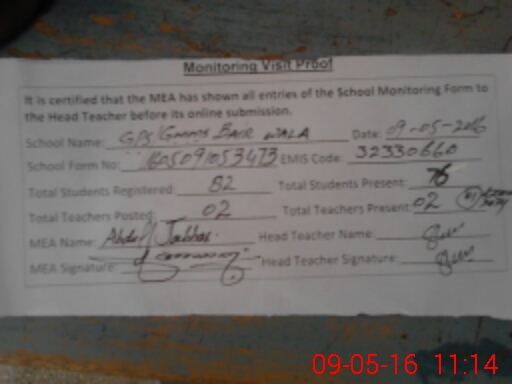 Monitoring Visit Proof
It is certified that the MEA has shown all entries of the School Monitoring Form to
the Head Teacher before its online submission.
School Name: GPS BAIR WALA Date: 09-05-2016
School Form No: EMIS Code: 32330660
Total Students Registered: 82 Total Students Present: 76
Total Teachers Posted: 02 Total Teachers Present: 02
MEA Name: Abdul Jabbar. Head Teacher Name:
MEA Signature: Head Teacher Signature:
09-05-16 11:14